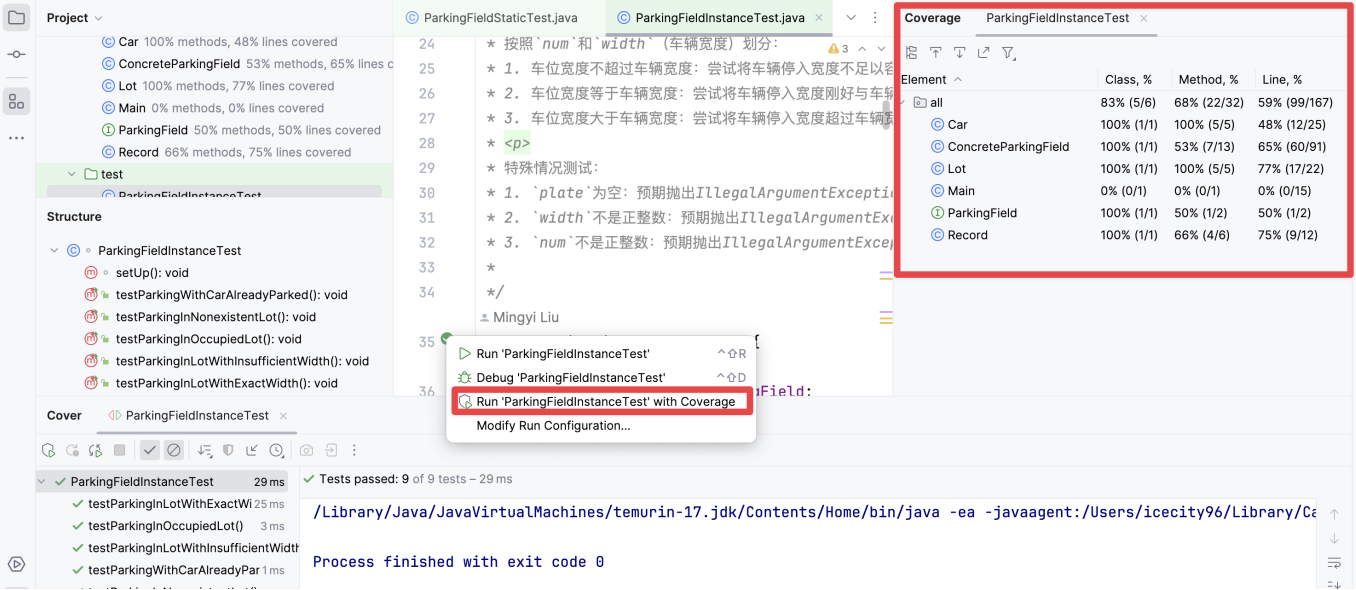 Project
Car 100% methods, 48% lines covered
ConcreteParkingField 53% methods, 65% lines c
Lot 100% methods, 77% lines covered
Main 0% methods, 0% lines covered
ParkingField 50% methods, 50% lines covered
Record 66% methods, 75% lines covered
test
ParkingFieldInstanceTest
Structure
ParkingFieldInstanceTest
setUp(): void
testParkingWithCarAlreadyParked(): void
testParkingInNonexistentLot(): void
testParkingInOccupiedLot(): void
testParkingInLotWithInsufficientWidth(): void
testParkingInLotWithExactWidth(): void
ParkingFieldStaticTest.java
ParkingFieldInstanceTest.java
3
24 * 按照`num`和`width`（车辆宽度）划分：
25 * 1. 车位宽度不超过车辆宽度：尝试将车辆停入宽度不足以容
26 * 2. 车位宽度等于车辆宽度：尝试将车辆停入宽度刚好与车辆
27 * 3. 车位宽度大于车辆宽度：尝试将车辆停入宽度超过车辆宽
28 * <p>
29 * 特殊情况测试：
30 * 1. `plate`为空：预期抛出IllegalArgumentExceptio
31 * 2. `width`不是正整数：预期抛出IllegalArgumentExc
32 * 3. `num`不是正整数：预期抛出IllegalArgumentExcep
33 *
34 */
Mingyi Liu
35 {
36 gField;
Run 'ParkingFieldInstanceTest' ⌃⇧R
Debug 'ParkingFieldInstanceTest' ⌃⇧D
Run 'ParkingFieldInstanceTest' with Coverage
Modify Run Configuration...
Coverage ParkingFieldInstanceTest
Element Class, % Method, % Line, %
all 83% (5/6) 68% (22/32) 59% (99/167)
Car 100% (1/1) 100% (5/5) 48% (12/25)
ConcreteParkingField 100% (1/1) 53% (7/13) 65% (60/91)
Lot 100% (1/1) 100% (5/5) 77% (17/22)
Main 0% (0/1) 0% (0/1) 0% (0/15)
ParkingField 100% (1/1) 50% (1/2) 50% (1/2)
Record 100% (1/1) 66% (4/6) 75% (9/12)
Cover ParkingFieldInstanceTest
ParkingFieldInstanceTest 29 ms
testParkingInLotWithExactWi 25 ms
testParkingInOccupiedLot() 3 ms
testParkingInLotWithInsufficientWidth
testParkingWithCarAlreadyPar 1 ms
Tests passed: 9 of 9 tests – 29 ms
/Library/Java/JavaVirtualMachines/temurin-17.jdk/Contents/Home/bin/java -ea -javaagent:/Users/icecity96/Library/Ca
Process finished with exit code 0